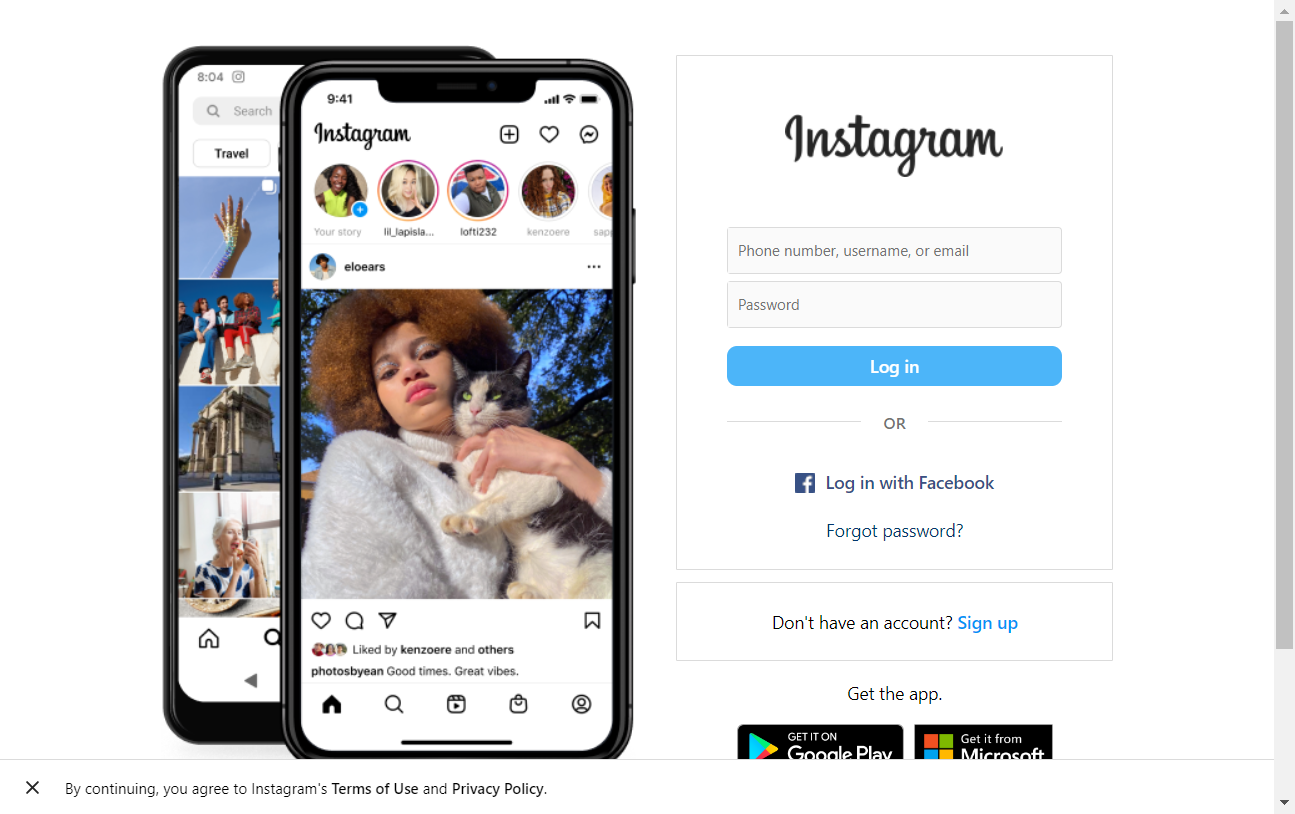 8:04
Search
Travel
9:41
Instagram
Your story
lil_lapisla...
lofti232
kenzoere
sapp
eloears
Liked by kenzoere and others
photosbyean Good times. Great vibes.
Instagram
Phone number, username, or email
Password
Log in
OR
Log in with Facebook
Forgot password?
Don't have an account? Sign up
Get the app.
GET IT ON
Google Play
Get it from
Microsoft
By continuing, you agree to Instagram's Terms of Use and Privacy Policy.